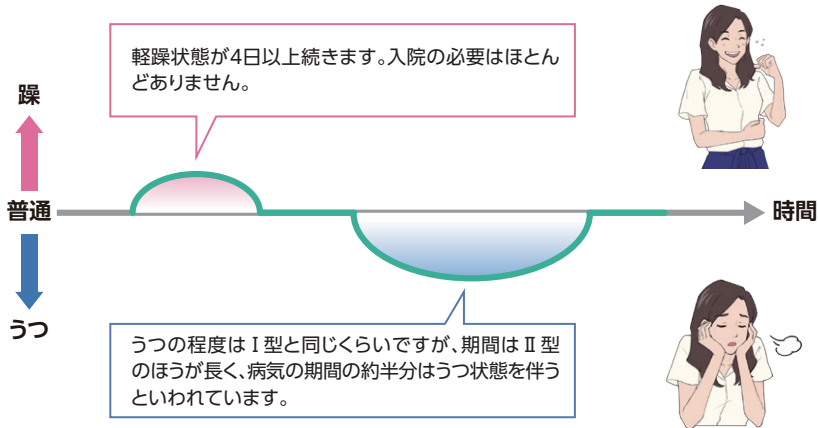 軽躁状態が4日以上続きます。入院の必要はほとん
どありません。
躁
普通
時間
うつ
うつの程度はⅠ型と同じくらいですが、期間はⅡ型
のほうが長く、病気の期間の約半分はうつ状態を伴う
といわれています。